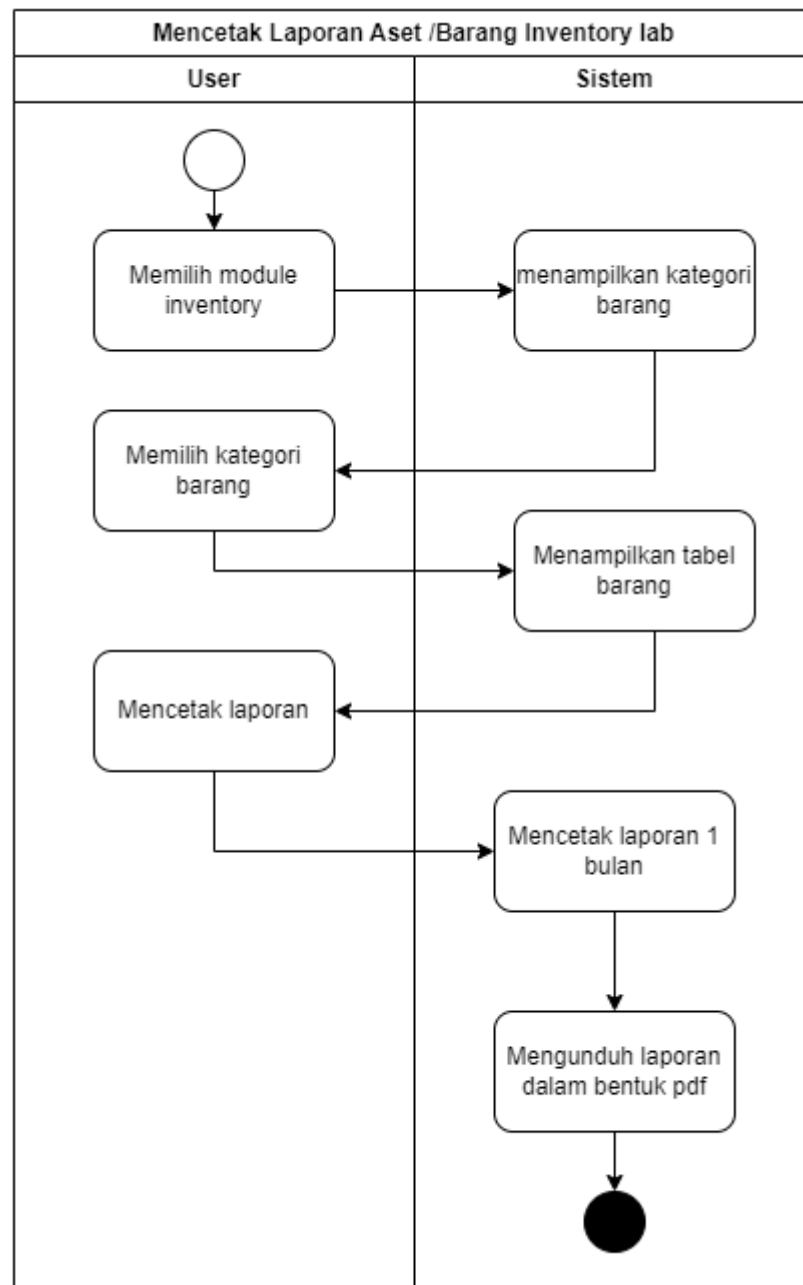 Mencetak Laporan Aset /Barang Inventory lab
User
Sistem
Memilih module
inventory
menampilkan kategori
barang
Memilih kategori
barang
Menampilkan tabel
barang
Mencetak laporan
Mencetak laporan 1
bulan
Mengunduh laporan
dalam bentuk pdf